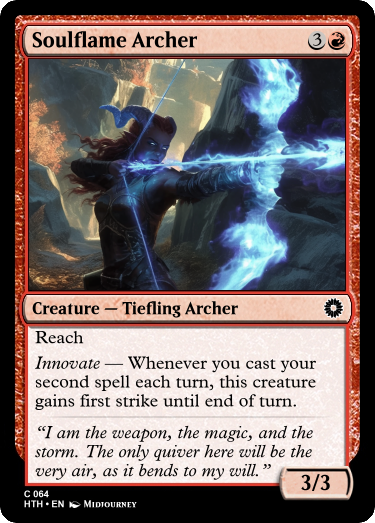 Soulflame Archer 3
Creature — Tiefling Archer
Reach
Innovate — Whenever you cast your
second spell each turn, this creature
gains first strike until end of turn.
“I am the weapon, the magic, and the
storm. The only quiver here will be the
very air, as it bends to my will.”
3/3
C 064
HTH • EN Midjourney